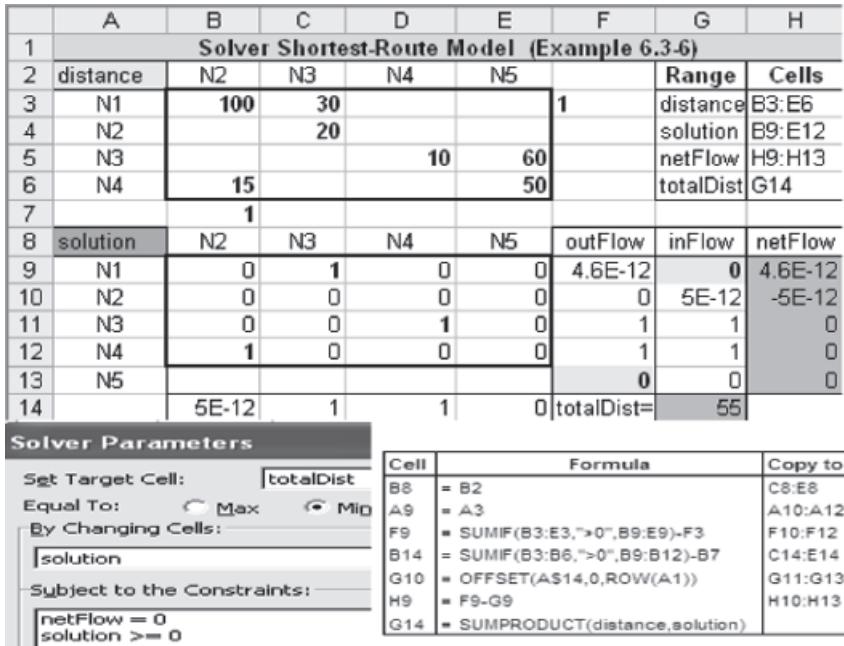 A B C D E F G H
1 Solver Shortest-Route Model (Example 6.3-6)
2 distance N2 N3 N4 N5 Range Cells
3 N1 100 30 1 distance B3:E6
4 N2 20 solution B9:E12
5 N3 10 60 netFlow H9:H13
6 N4 15 50 totalDist G14
7 1
8 solution N2 N3 N4 N5 outFlow inFlow netFlow
9 N1 0 1 0 0 4.6E-12 0 4.6E-12
10 N2 0 0 0 0 0 5E-12 -5E-12
11 N3 0 0 1 0 1 1 0
12 N4 1 0 0 0 1 1 0
13 N5 0 0 0
14 5E-12 1 1 0 totalDist= 55
Solver Parameters
Set Target Cell: totalDist
Equal To: Max Min
By Changing Cells:
solution
Subject to the Constraints:
netFlow = 0
solution >= 0
Cell Formula Copy to
B8 = B2 C8:E8
A9 = A3 A10:A12
F9 = SUMIF(B3:E3,">0",B9:E9)-F3 F10:F12
B14 = SUMIF(B3:B6,">0",B9:B12)-B7 C14:E14
G10 = OFFSET(A$14,0,ROW(A1)) G11:G13
H9 = F9-G9 H10:H13
G14 = SUMPRODUCT(distance,solution)